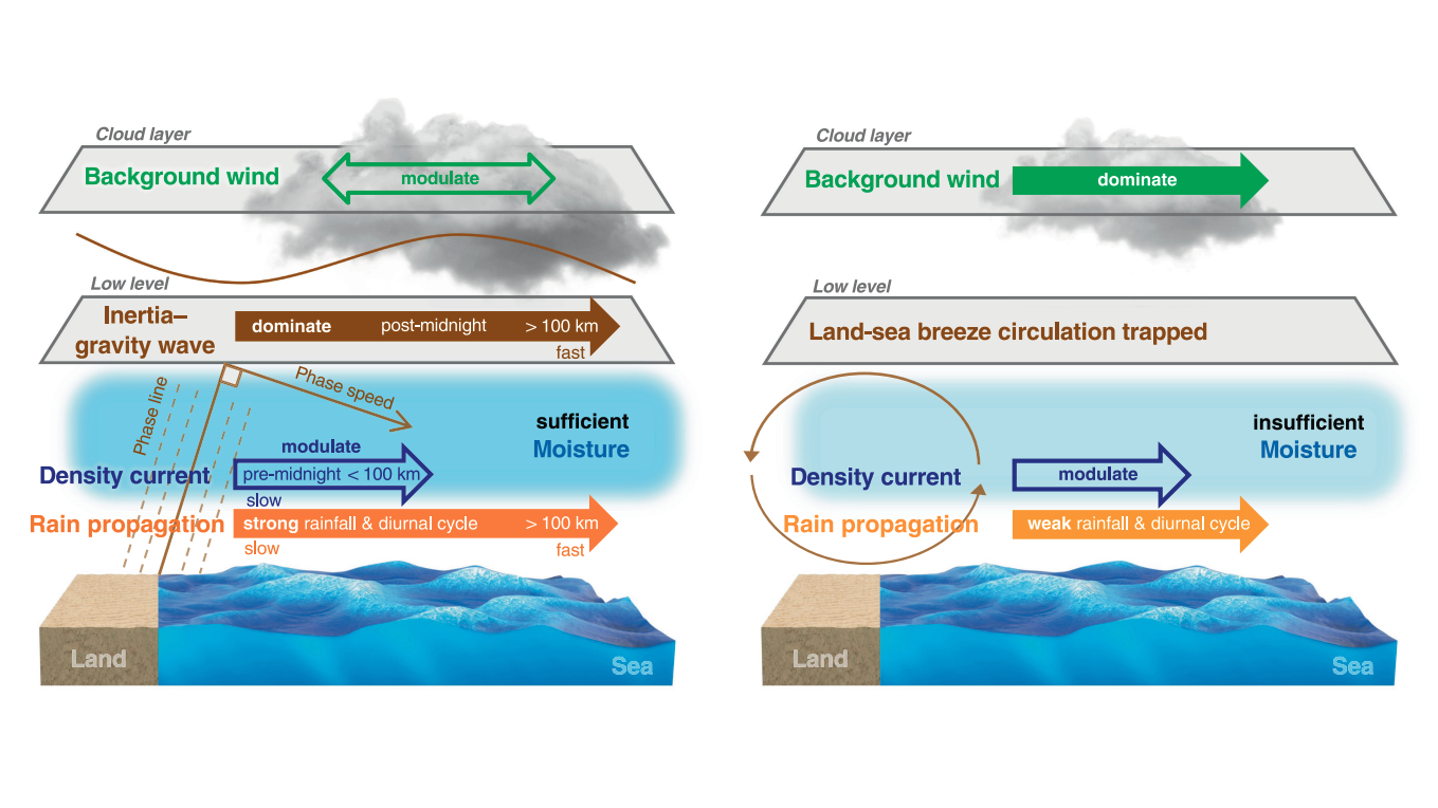 Cloud layer
Background wind
modulate
Low level
Inertia–
gravity wave
dominate post-midnight > 100 km
fast
Phase line
Phase speed
sufficient
Moisture
modulate
Density current
pre-midnight < 100 km
slow
Rain propagation
strong rainfall & diurnal cycle > 100 km
slow
fast
Land
Sea
Cloud layer
Background wind
dominate
Low level
Land-sea breeze circulation trapped
insufficient
Moisture
Density current
modulate
Rain propagation
weak rainfall & diurnal cycle
Land
Sea